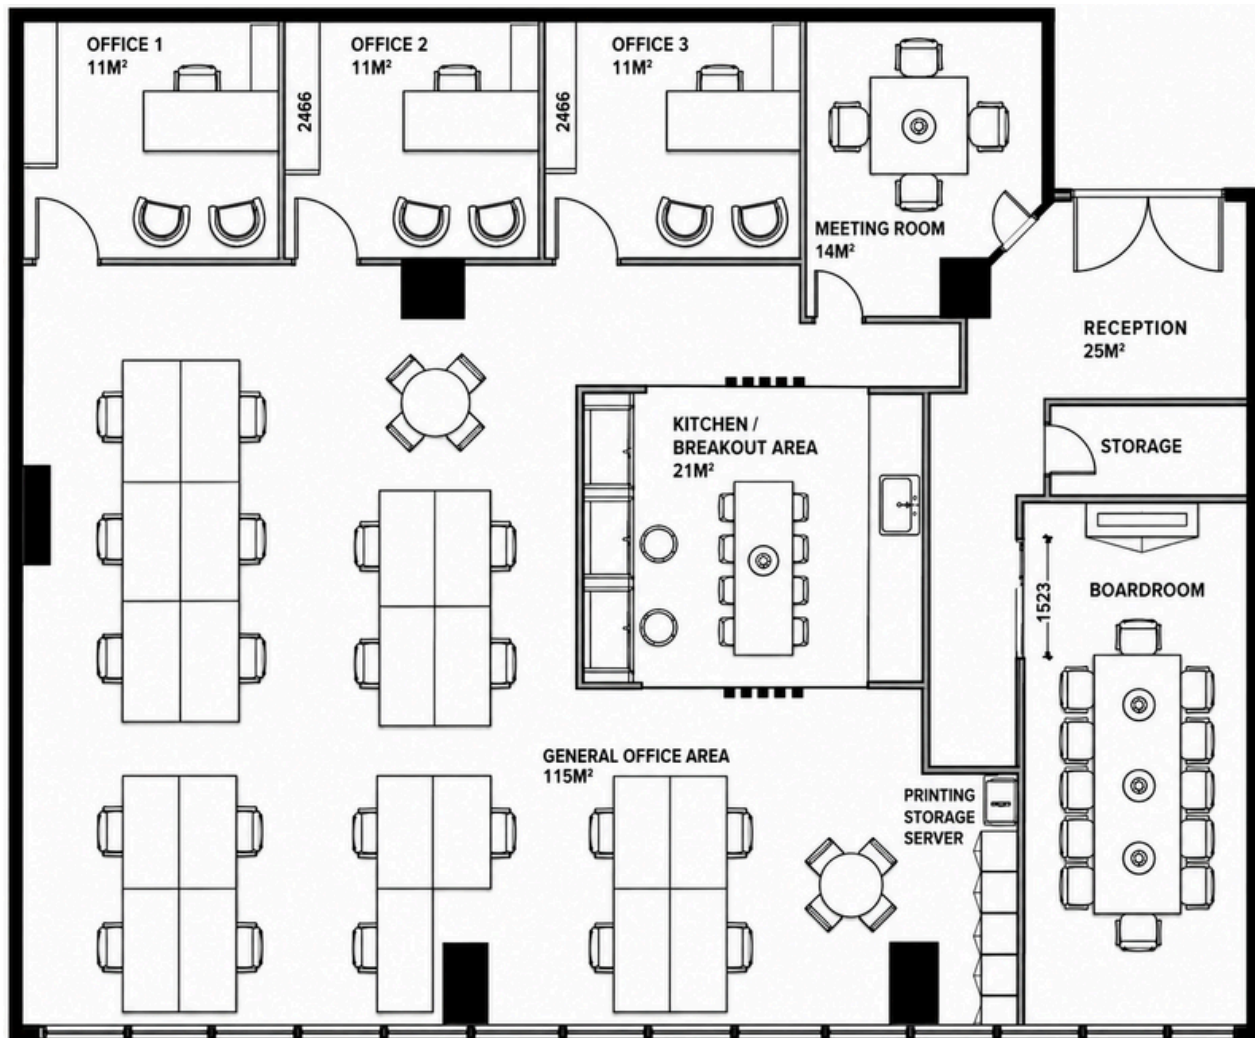 OFFICE 1
11M²
OFFICE 2
11M²
OFFICE 3
11M²
2466
2466
MEETING ROOM
14M²
RECEPTION
25M²
KITCHEN /
BREAKOUT AREA
21M²
STORAGE
1523
BOARDROOM
GENERAL OFFICE AREA
115M²
PRINTING
STORAGE
SERVER